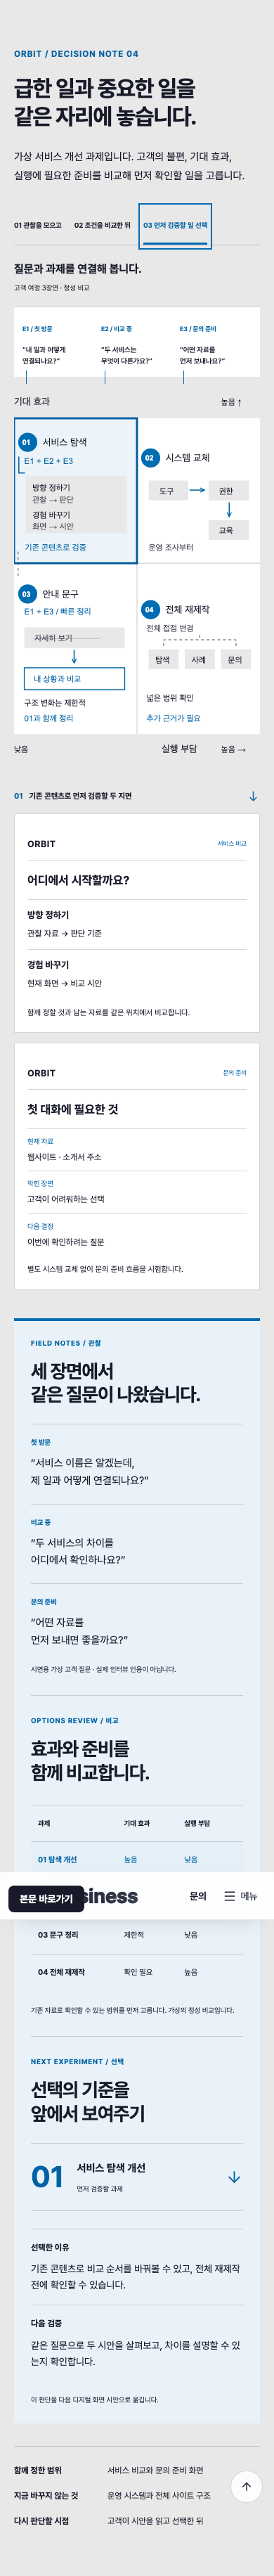 ORBIT / DECISION NOTE 04
급한 일과 중요한 일을
같은 자리에 놓습니다.
가상 서비스 개선 과제입니다. 고객의 불편, 기대 효과,
실행에 필요한 준비를 비교해 먼저 확인할 일을 고릅니다.
01 관찰을 모으고
02 조건을 비교한 뒤
03 먼저 검증할 일 선택
질문과 과제를 연결해 봅니다.
고객 여정 3장면 · 정성 비교
E1 / 첫 방문
E2 / 비교 중
E3 / 문의 준비
“내 일과 어떻게
연결되나요?”
“두 서비스는
무엇이 다른가요?”
“어떤 자료를
먼저 보내나요?”
기대 효과
높음 ↑
01 서비스 탐색
E1 + E2 + E3
방향 정하기
관찰 → 판단
경험 바꾸기
화면 → 시안
기존 콘텐츠로 검증
02 시스템 교체
도구 → 권한
교육
운영 조사부터
03 안내 문구
E1 + E3 / 빠른 정리
자세히 보기
내 상황과 비교
구조 변화는 제한적
01과 함께 정리
04 전체 재제작
전체 접점 변경
탐색 사례 문의
넓은 범위 확인
추가 근거가 필요
낮음
실행 부담
높음 →
01 기존 콘텐츠로 먼저 검증할 두 지면 ↓
ORBIT
서비스 비교
어디에서 시작할까요?
방향 정하기
관찰 자료 → 판단 기준
경험 바꾸기
현재 화면 → 비교 시안
함께 정할 것과 남는 자료를 같은 위치에서 비교합니다.
ORBIT
문의 준비
첫 대화에 필요한 것
현재 자료
웹사이트 · 소개서 주소
막힌 장면
고객이 어려워하는 선택
다음 결정
이번에 확인하려는 질문
별도 시스템 교체 없이 문의 준비 흐름을 시험합니다.
FIELD NOTES / 관찰
세 장면에서
같은 질문이 나왔습니다.
첫 방문
“서비스 이름은 알겠는데,
제 일과 어떻게 연결되나요?”
비교 중
“두 서비스의 차이를
어디에서 확인하나요?”
문의 준비
“어떤 자료를
먼저 보내면 좋을까요?”
시연용 가상 고객 질문 · 실제 인터뷰 인용이 아닙니다.
OPTIONS REVIEW / 비교
효과와 준비를
함께 비교합니다.
과제 기대 효과 실행 부담
01 탐색 개선 높음 낮음
본문 바로가기
siness
문의
메뉴
03 문구 정리 제한적 낮음
04 전체 재제작 확인 필요 높음
기존 자료로 확인할 수 있는 범위를 먼저 고릅니다. 가상의 정성 비교입니다.
NEXT EXPERIMENT / 선택
선택의 기준을
앞에서 보여주기
01 서비스 탐색 개선
먼저 검증할 과제
↓
선택한 이유
기존 콘텐츠로 비교 순서를 바꿔볼 수 있고, 전체 재제작
전에 확인할 수 있습니다.
다음 검증
같은 질문으로 두 시안을 살펴보고, 차이를 설명할 수 있
는지 확인합니다.
이 판단을 다음 디지털 화면 시안으로 옮깁니다.
함께 정한 범위 서비스 비교와 문의 준비 화면
지금 바꾸지 않는 것 운영 시스템과 전체 사이트 구조
다시 판단할 시점 고객이 시안을 읽고 선택한 뒤